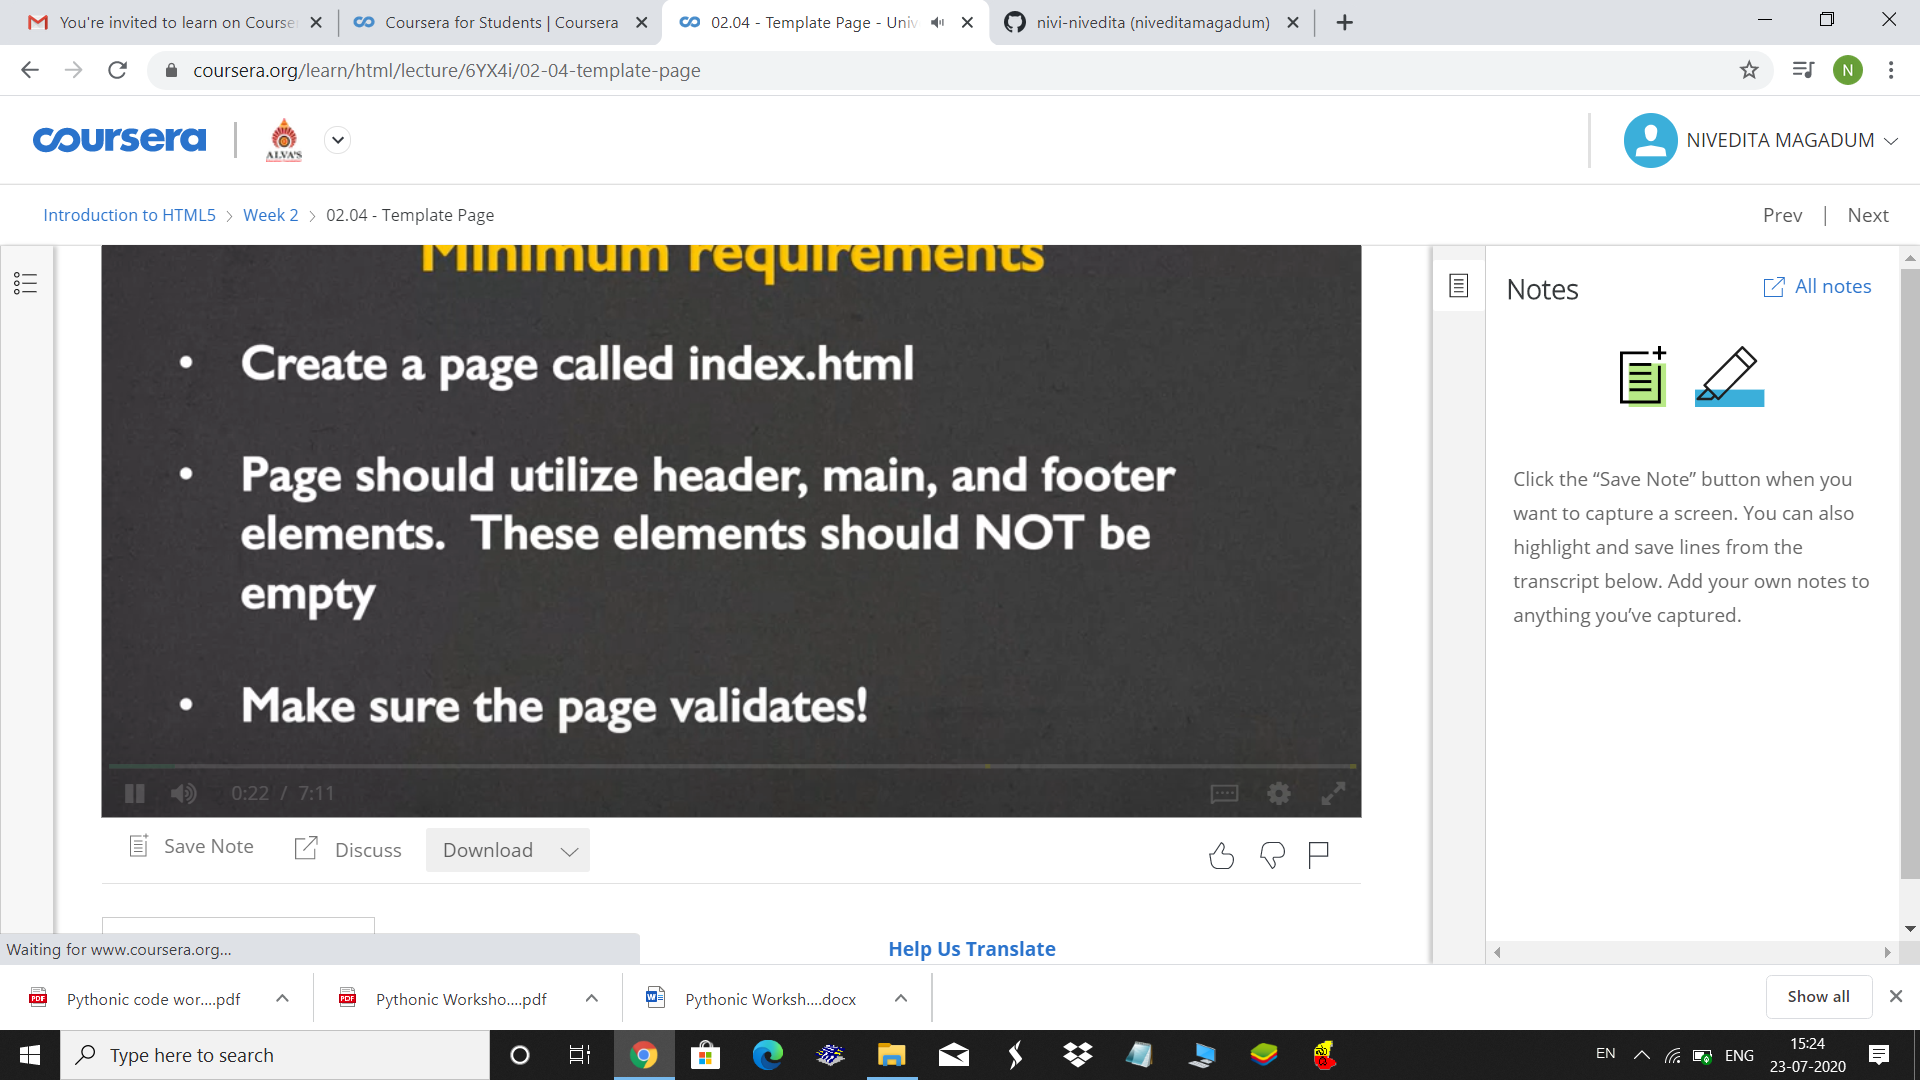 You're invited to learn on Course
Coursera for Students | Coursera
02.04 - Template Page - Univ
nivi-nivedita (niveditamagadum)
coursera.org/learn/html/lecture/6YX4i/02-04-template-page
N
coursera
ALVA'S
NIVEDITA MAGADUM
Introduction to HTML5 > Week 2 > 02.04 - Template Page
Prev | Next
Minimum requirements
• Create a page called index.html
• Page should utilize header, main, and footer
elements. These elements should NOT be
empty
• Make sure the page validates!
0:22 / 7:11
Save Note
Discuss
Download
Notes
All notes
Click the “Save Note” button when you
want to capture a screen. You can also
highlight and save lines from the
transcript below. Add your own notes to
anything you’ve captured.
Waiting for www.coursera.org...
Help Us Translate
PDF
Pythonic code wor....pdf
PDF
Pythonic Worksho....pdf
Pythonic Worksh....docx
Show all
Type here to search
EN
ENG
15:24
23-07-2020